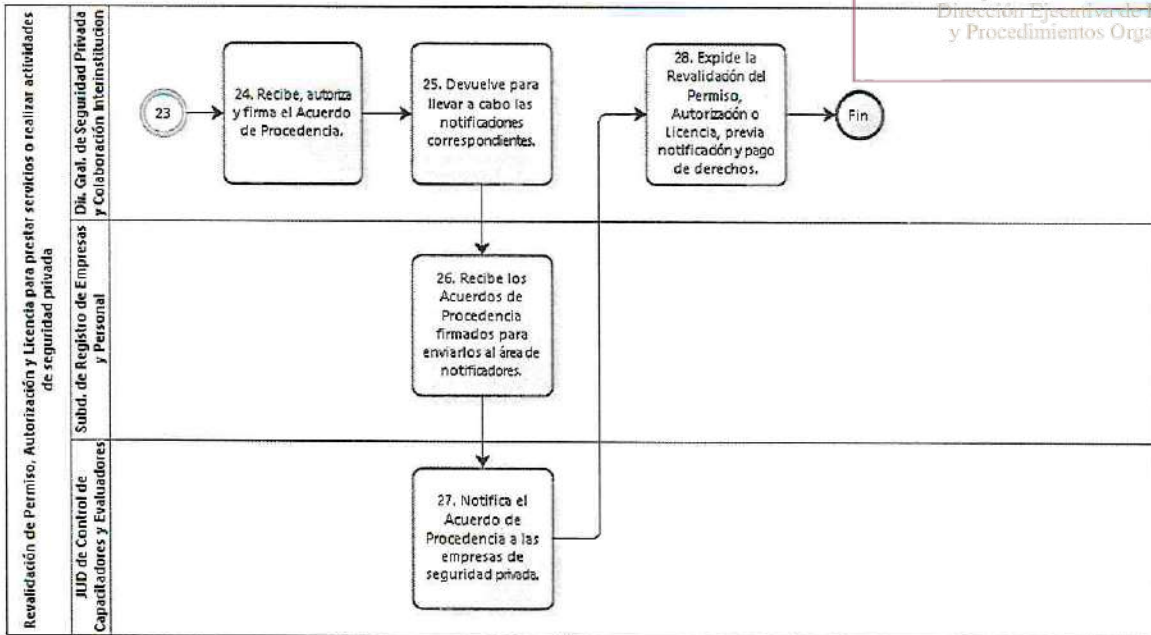 Dirección Ejecutiva de
y Procedimientos Orga
Revalidación de Permiso, Autorización y Licencia para prestar servicios o realizar actividades
de seguridad privada
Dir. Gral. de Seguridad Privada
y Colaboración Interinstitucion
23
24. Recibe, autoriza
y firma el Acuerdo
de Procedencia.
25. Devuelve para
llevar a cabo las
notificaciones
correspondientes.
28. Expide la
Revalidación del
Permiso,
Autorización o
Licencia, previa
notificación y pago
de derechos.
Fin
Subd. de Registro de Empresas
y Personal
26. Recibe los
Acuerdos de
Procedencia
firmados para
enviarlos al área de
notificadores.
JUD de Control de
Capacitadores y Evaluadores
27. Notifica el
Acuerdo de
Procedencia a las
empresas de
seguridad privada.